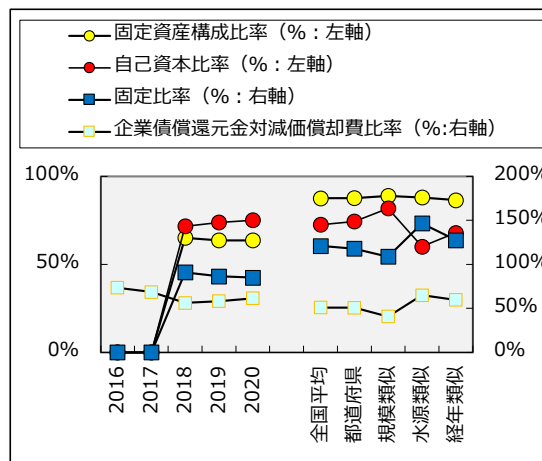 固定資産構成比率（%：左軸）
自己資本比率（%：左軸）
固定比率（%：右軸）
企業債償還元金対減価償却費比率（%:右軸）
100%
50%
0%
200%
150%
100%
50%
0%
2016
2017
2018
2019
2020
全国平均
都道府県
規模類似
水源類似
経年類似